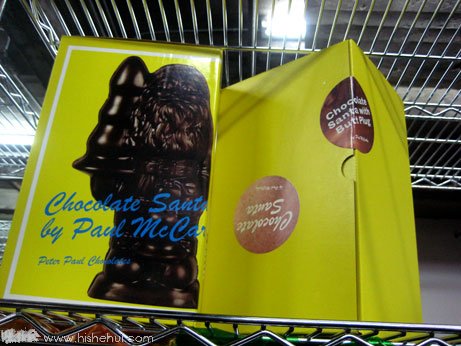 Chocolate Santa
by Paul McCar
Peter Paul Chocolates
Chocolate
Santa
Chocolate
Santa with
Butt Plug
www.hishehui.com